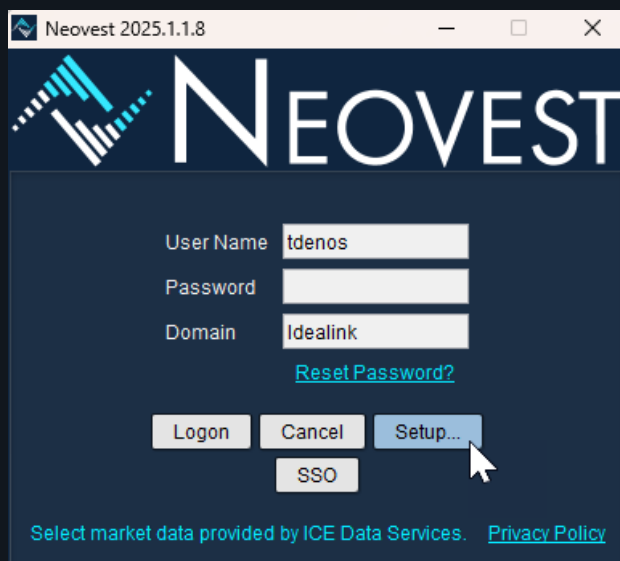 Neovest 2025.1.1.8
NEOVEST
User Name tdenos
Password
Domain Idealink
Reset Password?
Logon Cancel Setup...
SSO
Select market data provided by ICE Data Services. Privacy Policy